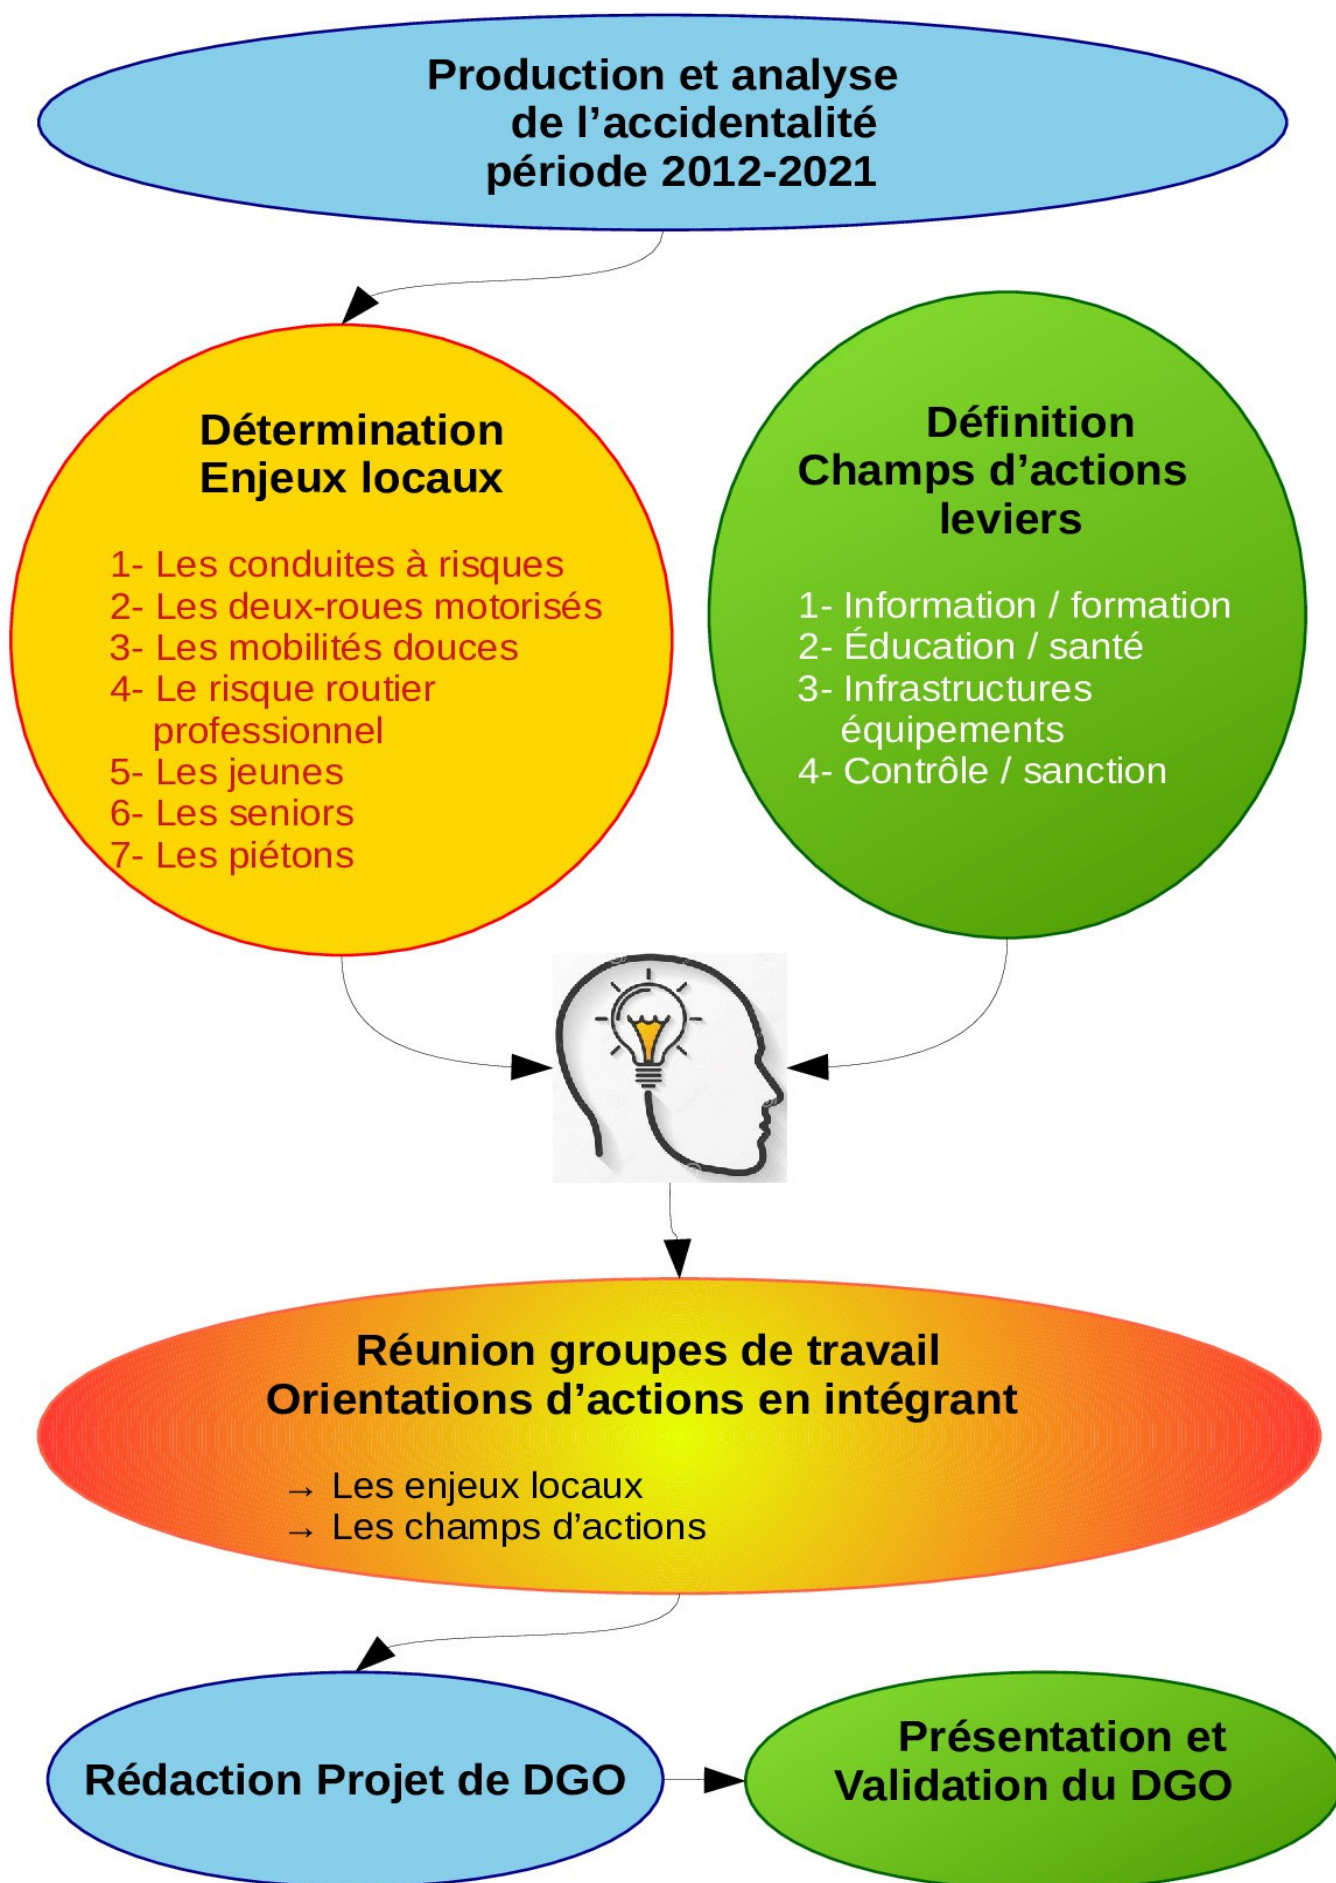 Production et analyse
de l’accidentalité
période 2012-2021
Détermination
Enjeux locaux
1- Les conduites à risques
2- Les deux-roues motorisés
3- Les mobilités douces
4- Le risque routier
professionnel
5- Les jeunes
6- Les seniors
7- Les piétons
Définition
Champs d’actions
leviers
1- Information / formation
2- Éducation / santé
3- Infrastructures
équipements
4- Contrôle / sanction
Réunion groupes de travail
Orientations d’actions en intégrant
→ Les enjeux locaux
→ Les champs d’actions
Rédaction Projet de DGO
Présentation et
Validation du DGO